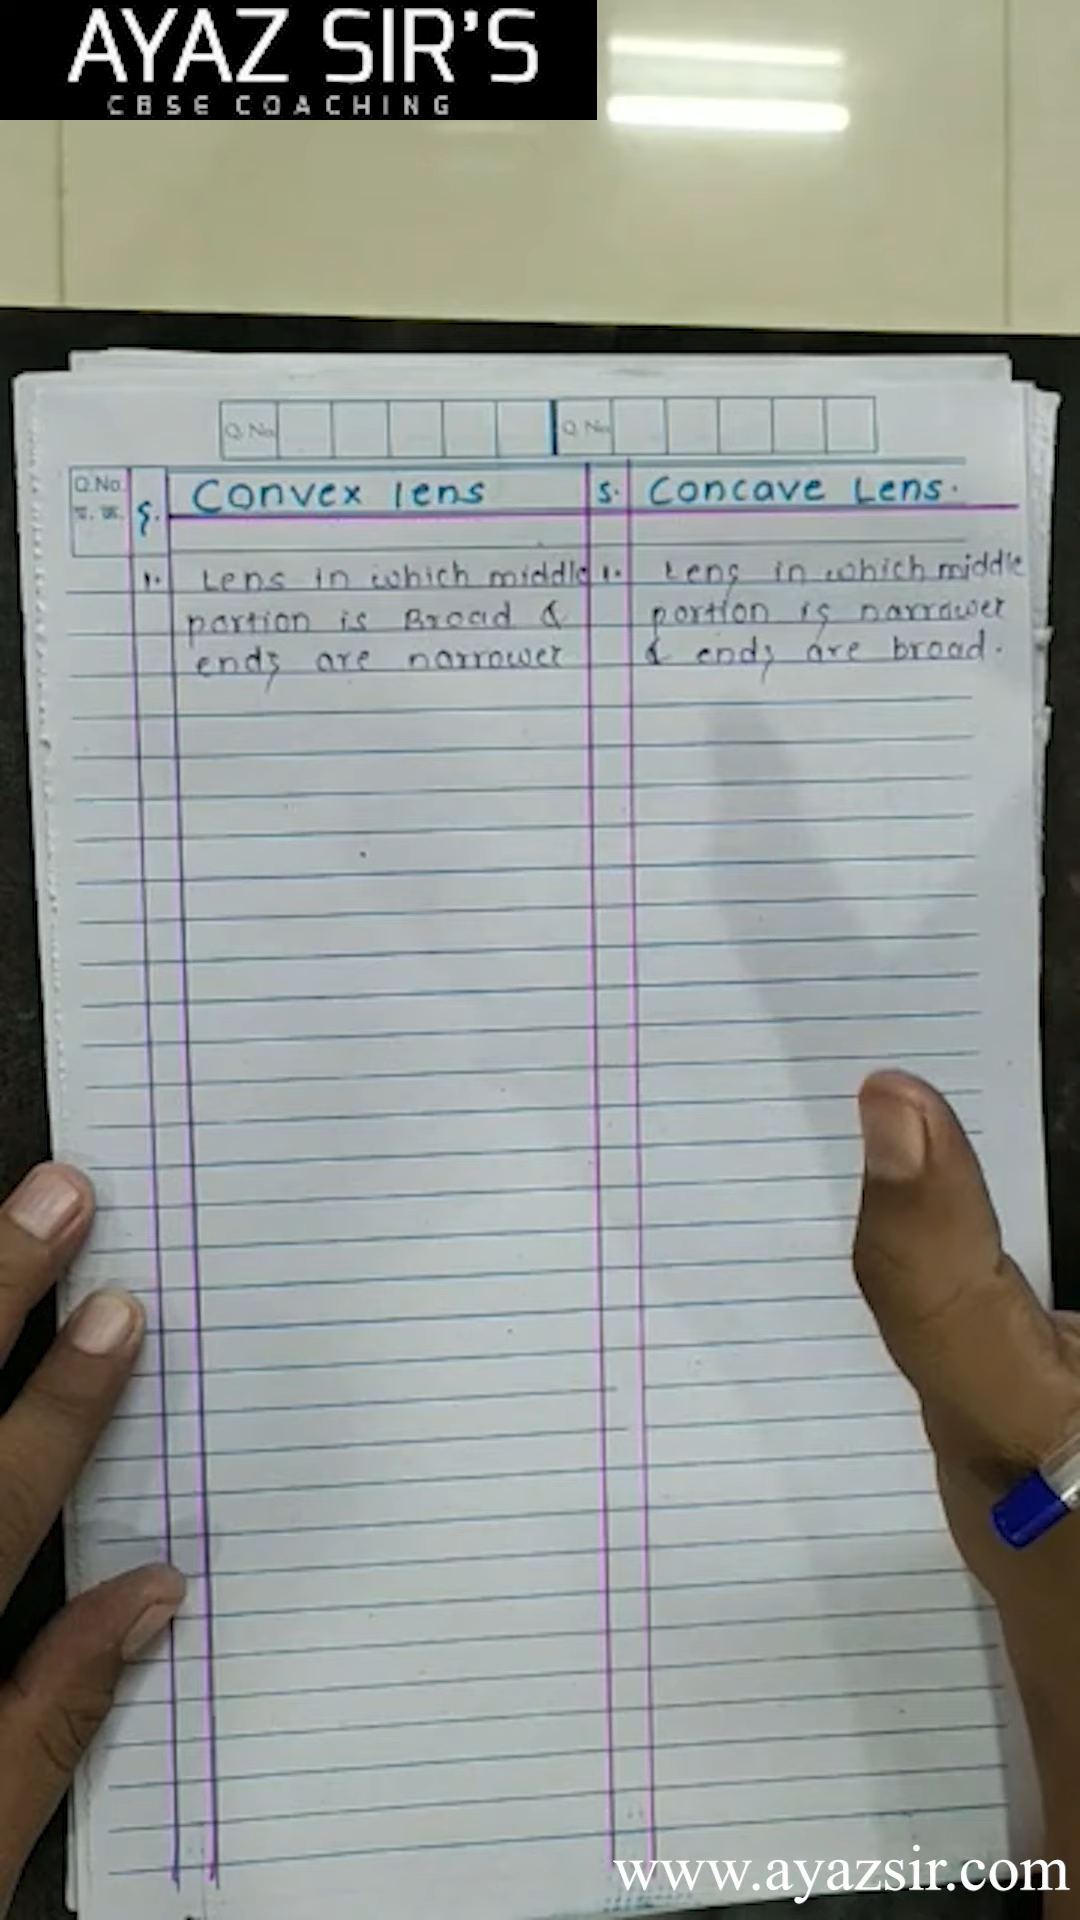 AYAZ SIR'S
CBSE COACHING
Q. No.
Q. No.
Q.No.
प्र. क्र.
S.
Convex lens
S.
Concave Lens.
1.
Lens in which middle
portion is Broad &
ends are narrower
1.
Lens in which middle
portion is narrower
& ends are broad.
www.ayazsir.com